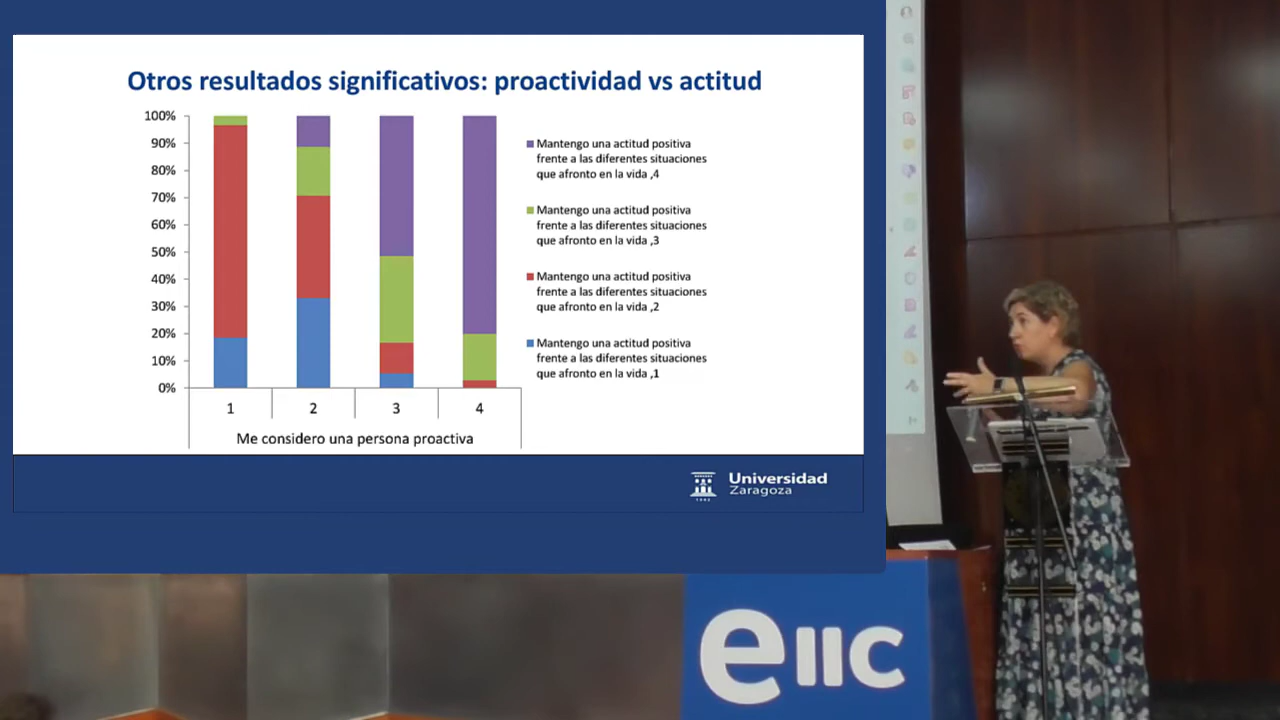 Otros resultados significativos: proactividad vs actitud
100%
90%
80%
70%
60%
50%
40%
30%
20%
10%
0%
1
2
3
4
Me considero una persona proactiva
Mantengo una actitud positiva
frente a las diferentes situaciones
que afronto en la vida ,4
Mantengo una actitud positiva
frente a las diferentes situaciones
que afronto en la vida ,3
Mantengo una actitud positiva
frente a las diferentes situaciones
que afronto en la vida ,2
Mantengo una actitud positiva
frente a las diferentes situaciones
que afronto en la vida ,1
Universidad
Zaragoza
eiic